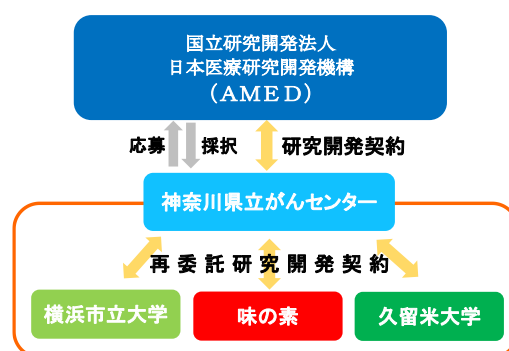 国立研究開発法人
日本医療研究開発機構
（ＡＭＥＤ）
応募 採択 研究開発契約
神奈川県立がんセンター
再委託研究開発契約
横浜市立大学 味の素 久留米大学